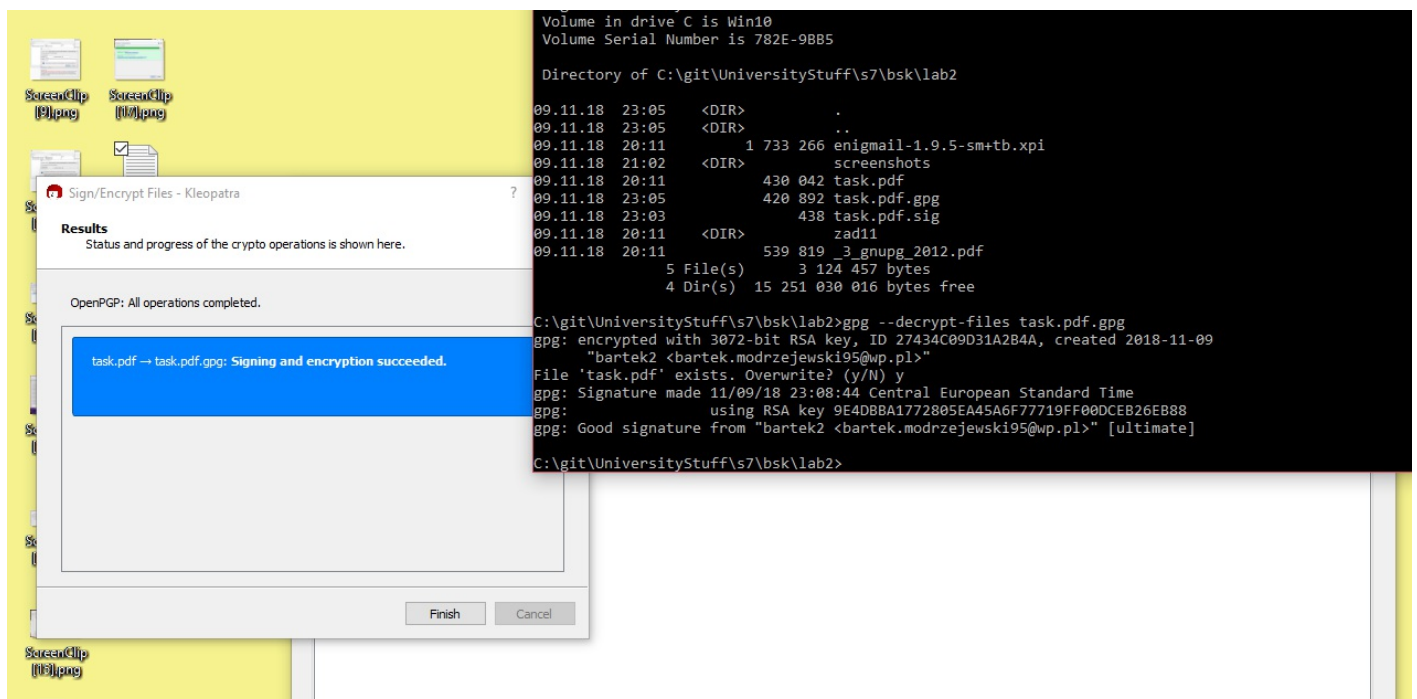 Volume in drive C is Win10
Volume Serial Number is 782E-9BB5
Directory of C:\git\UniversityStuff\s7\bsk\lab2
09.11.18  23:05    <DIR>          .
09.11.18  23:05    <DIR>          ..
09.11.18  20:11         1 733 266 enigmail-1.9.5-sm+tb.xpi
09.11.18  21:02    <DIR>          screenshots
09.11.18  20:11           430 042 task.pdf
09.11.18  23:05           420 892 task.pdf.gpg
09.11.18  23:03               438 task.pdf.sig
09.11.18  20:11    <DIR>          zad11
09.11.18  20:11           539 819 _3_gnupg_2012.pdf
5 File(s)      3 124 457 bytes
4 Dir(s)  15 251 030 016 bytes free
C:\git\UniversityStuff\s7\bsk\lab2>gpg --decrypt-files task.pdf.gpg
gpg: encrypted with 3072-bit RSA key, ID 27434C09D31A2B4A, created 2018-11-09
"bartek2 <bartek.modrzejewski95@wp.pl>"
File 'task.pdf' exists. Overwrite? (y/N) y
gpg: Signature made 11/09/18 23:08:44 Central European Standard Time
gpg:                using RSA key 9E4DBBA1772805EA45A6F77719FF00DCEB26EB88
gpg: Good signature from "bartek2 <bartek.modrzejewski95@wp.pl>" [ultimate]
C:\git\UniversityStuff\s7\bsk\lab2>
ScreenClip
[9].png
ScreenClip
[17].png
Sign/Encrypt Files - Kleopatra
?
Results
Status and progress of the crypto operations is shown here.
OpenPGP: All operations completed.
task.pdf → task.pdf.gpg: Signing and encryption succeeded.
Finish
Cancel
ScreenClip
[13].png